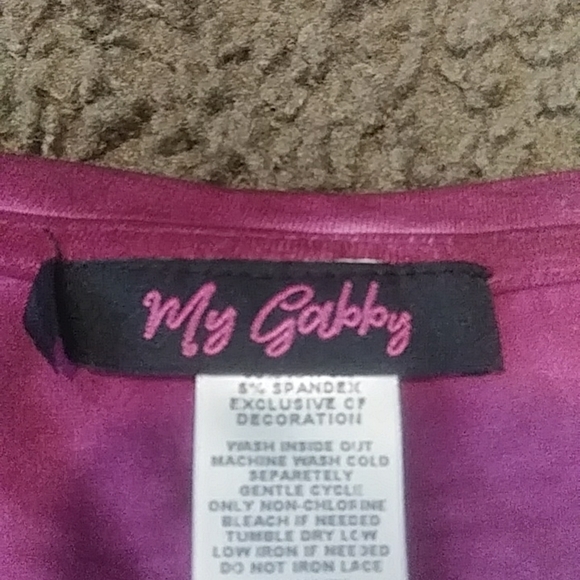 My Gabby
5% SPANDEX
EXCLUSIVE OF
DECORATION
WASH INSIDE OUT
MACHINE WASH COLD
SEPARETELY
GENTLE CYCLE
ONLY NON-CHLORINE
BLEACH IF NEEDED
TUMBLE DRY LOW
LOW IRON IF NEEDED
DO NOT IRON LACE